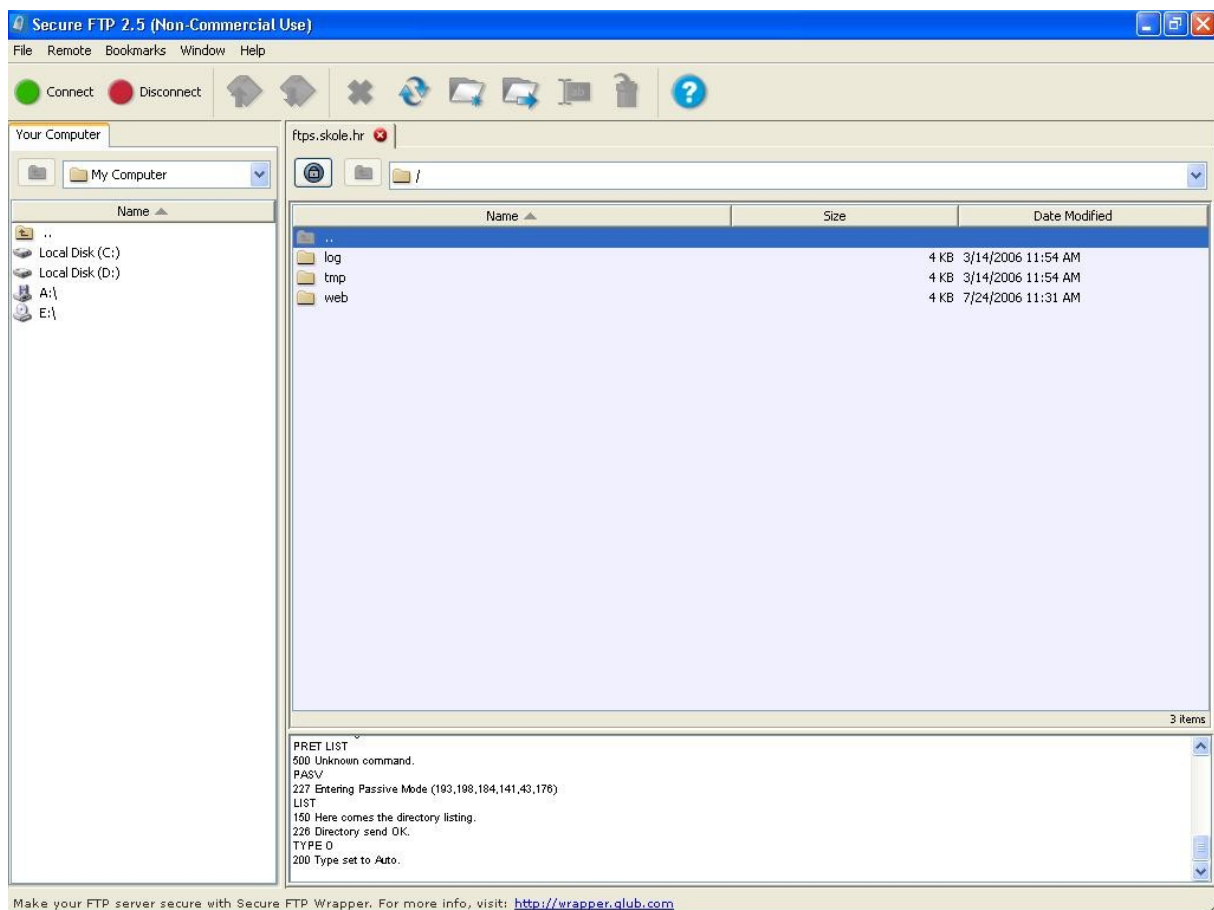 Secure FTP 2.5 (Non-Commercial Use)
File Remote Bookmarks Window Help
Connect Disconnect
Your Computer
My Computer
Name
..
Local Disk (C:)
Local Disk (D:)
A:\
E:\
ftps.skole.hr
/
Name Size Date Modified
..
log 4 KB 3/14/2006 11:54 AM
tmp 4 KB 3/14/2006 11:54 AM
web 4 KB 7/24/2006 11:31 AM
3 items
PRET LIST
500 Unknown command.
PASV
227 Entering Passive Mode (193,198,184,141,43,176)
LIST
150 Here comes the directory listing.
226 Directory send OK.
TYPE 0
200 Type set to Auto.
Make your FTP server secure with Secure FTP Wrapper. For more info, visit: http://wrapper.glub.com